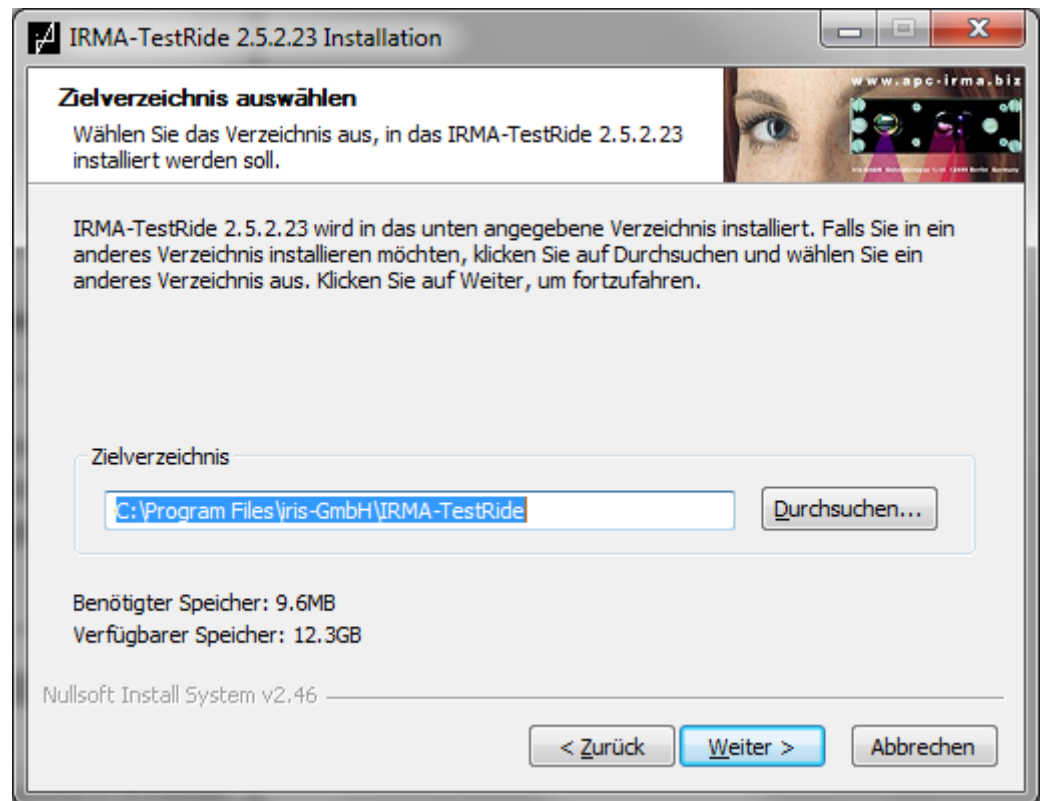 IRMA-TestRide 2.5.2.23 Installation
Zielverzeichnis auswählen
Wählen Sie das Verzeichnis aus, in das IRMA-TestRide 2.5.2.23
installiert werden soll.
www.apc-irma.biz
IRMA-TestRide 2.5.2.23 wird in das unten angegebene Verzeichnis installiert. Falls Sie in ein
anderes Verzeichnis installieren möchten, klicken Sie auf Durchsuchen und wählen Sie ein
anderes Verzeichnis aus. Klicken Sie auf Weiter, um fortzufahren.
Zielverzeichnis
C:\Program Files\iris-GmbH\IRMA-TestRide
Durchsuchen...
Benötigter Speicher: 9.6MB
Verfügbarer Speicher: 12.3GB
Nullsoft Install System v2.46
< Zurück
Weiter >
Abbrechen